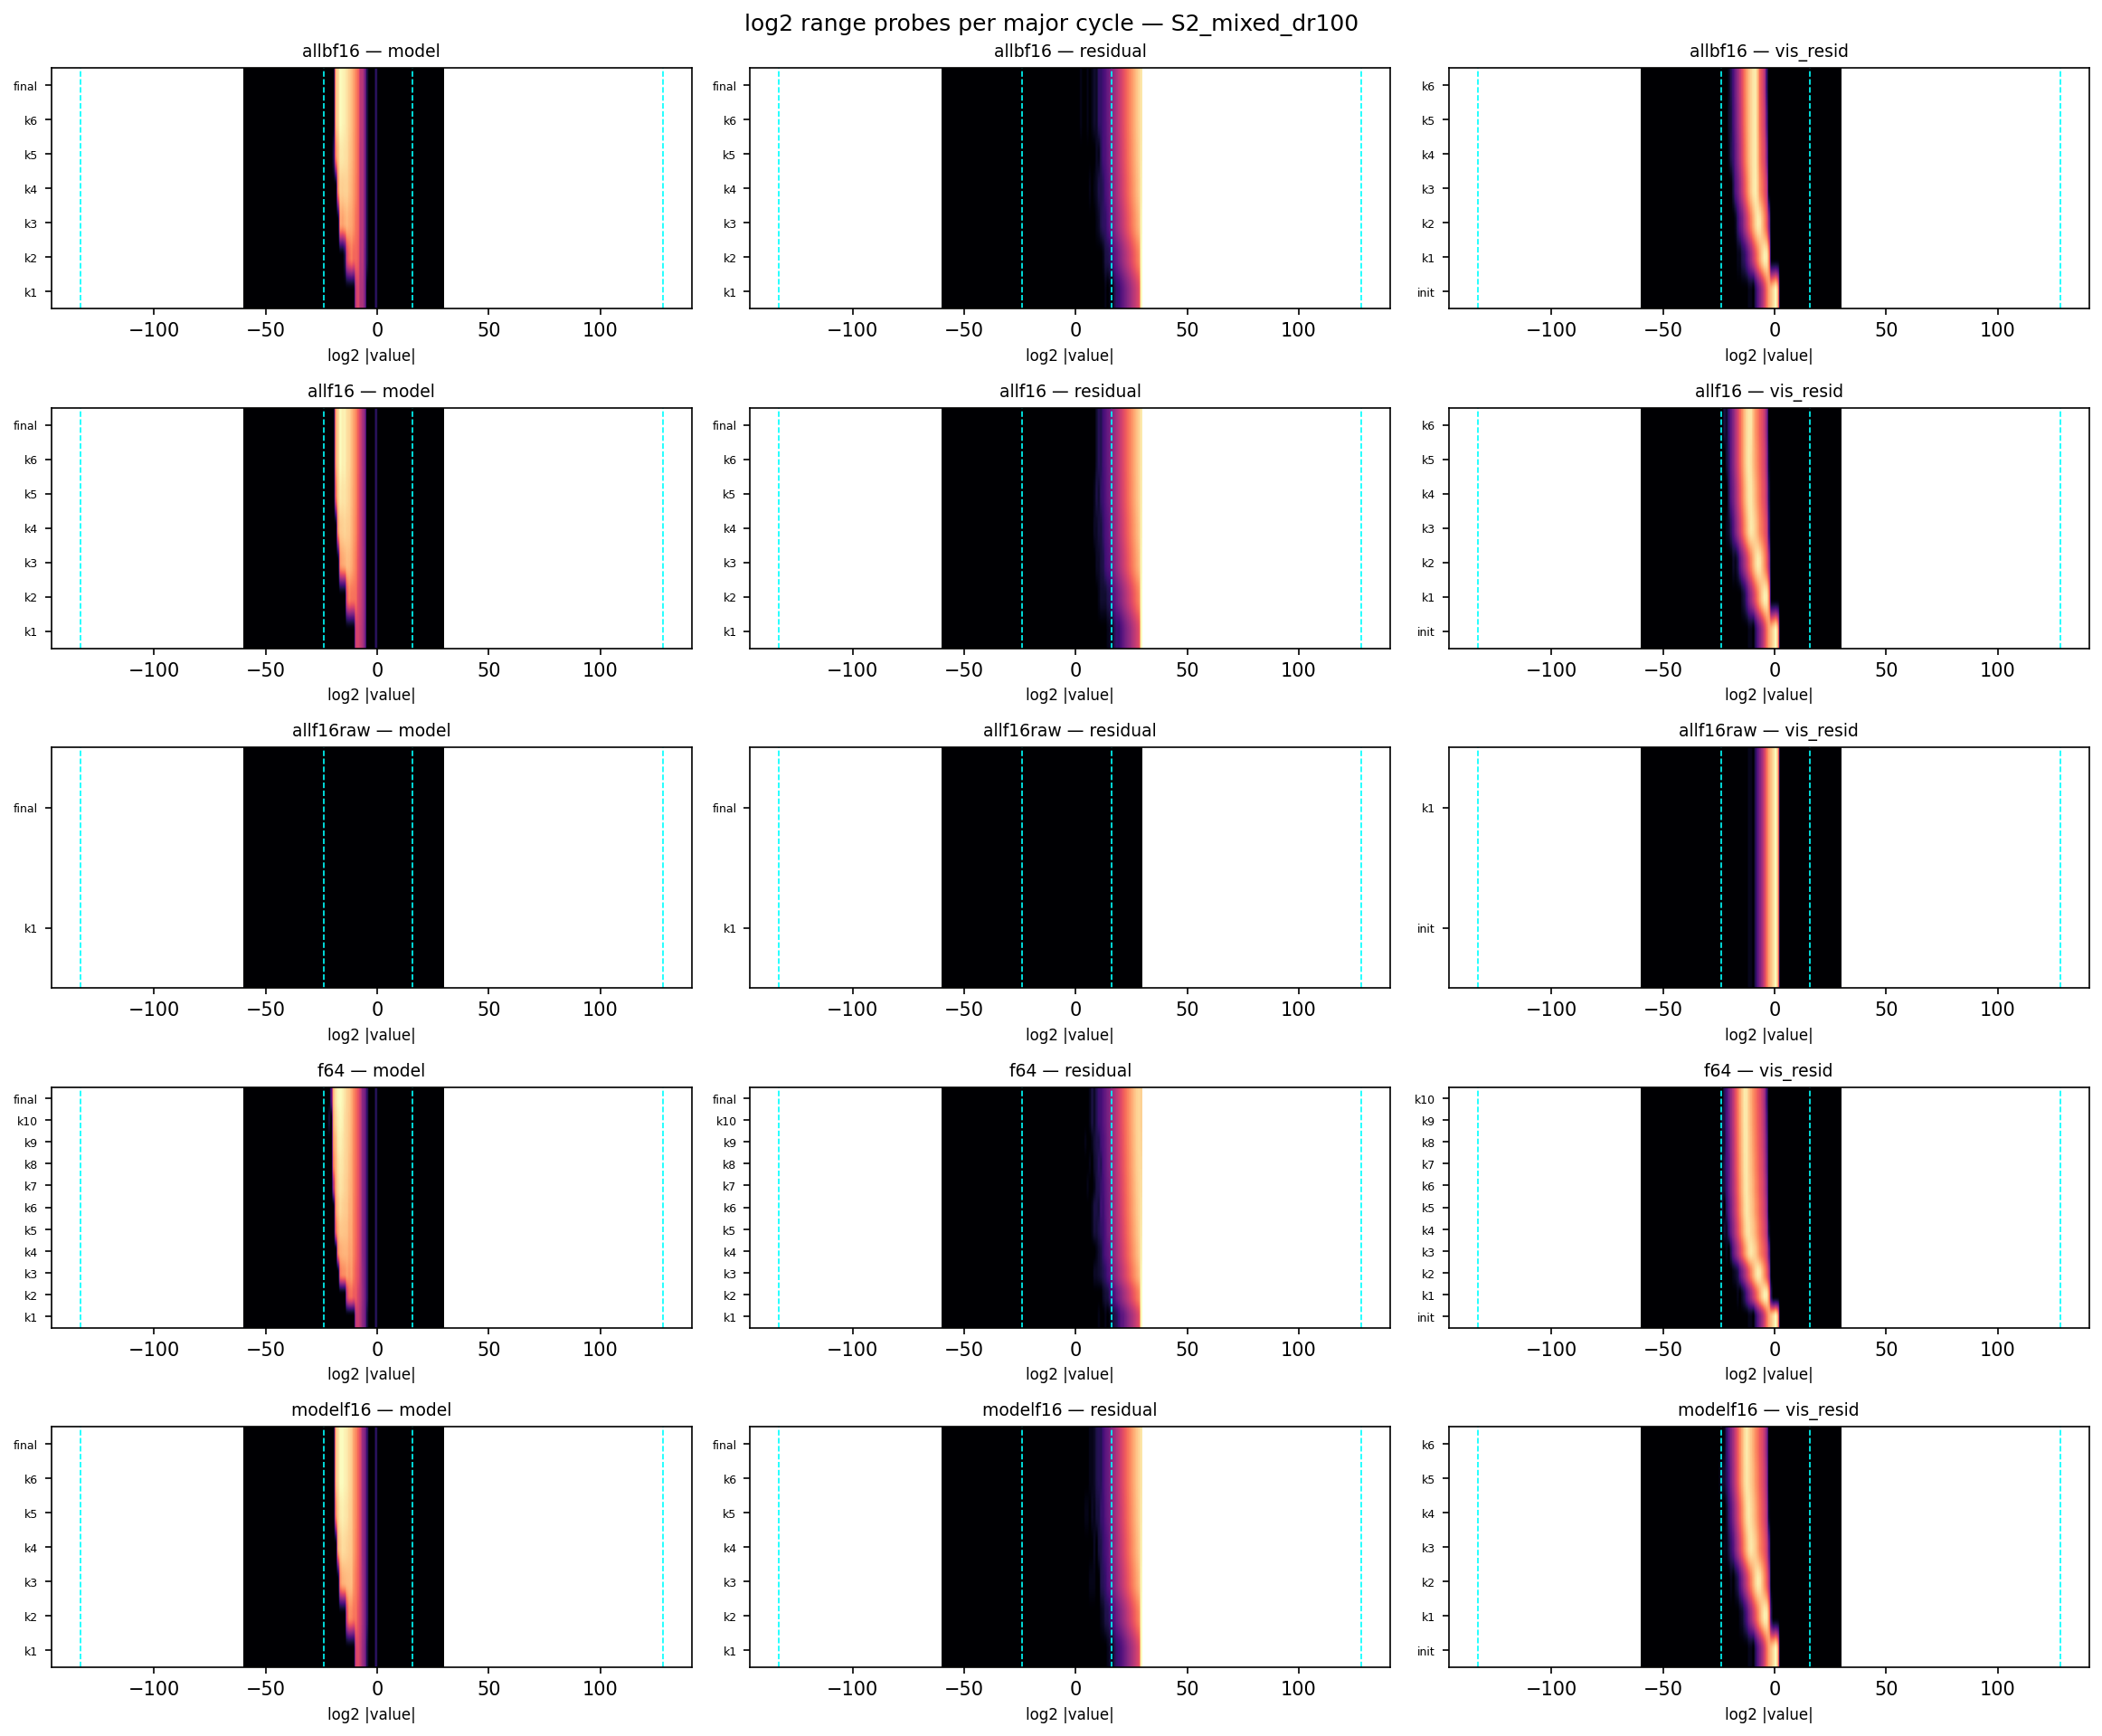 log2 range probes per major cycle — S2_mixed_dr100
allbf16 — model
final
k6
k5
k4
k3
k2
k1
−100 −50 0 50 100
log2 |value|
allbf16 — residual
final
k6
k5
k4
k3
k2
k1
−100 −50 0 50 100
log2 |value|
allbf16 — vis_resid
k6
k5
k4
k3
k2
k1
init
−100 −50 0 50 100
log2 |value|
allf16 — model
final
k6
k5
k4
k3
k2
k1
−100 −50 0 50 100
log2 |value|
allf16 — residual
final
k6
k5
k4
k3
k2
k1
−100 −50 0 50 100
log2 |value|
allf16 — vis_resid
k6
k5
k4
k3
k2
k1
init
−100 −50 0 50 100
log2 |value|
allf16raw — model
final
k1
−100 −50 0 50 100
log2 |value|
allf16raw — residual
final
k1
−100 −50 0 50 100
log2 |value|
allf16raw — vis_resid
k1
init
−100 −50 0 50 100
log2 |value|
f64 — model
final
k10
k9
k8
k7
k6
k5
k4
k3
k2
k1
−100 −50 0 50 100
log2 |value|
f64 — residual
final
k10
k9
k8
k7
k6
k5
k4
k3
k2
k1
−100 −50 0 50 100
log2 |value|
f64 — vis_resid
k10
k9
k8
k7
k6
k5
k4
k3
k2
k1
init
−100 −50 0 50 100
log2 |value|
modelf16 — model
final
k6
k5
k4
k3
k2
k1
−100 −50 0 50 100
log2 |value|
modelf16 — residual
final
k6
k5
k4
k3
k2
k1
−100 −50 0 50 100
log2 |value|
modelf16 — vis_resid
k6
k5
k4
k3
k2
k1
init
−100 −50 0 50 100
log2 |value|